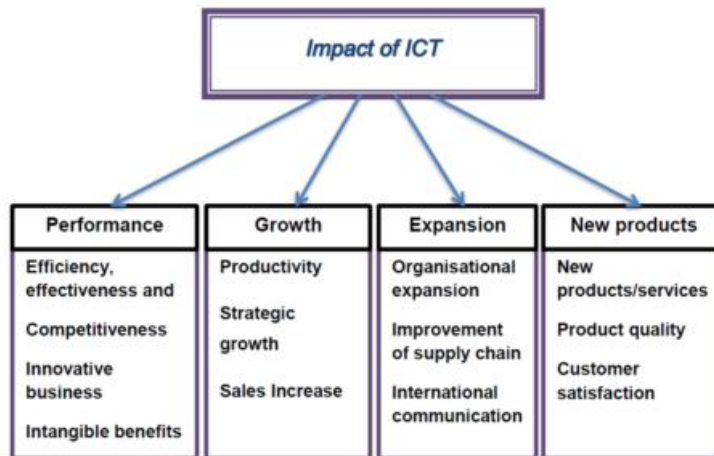 Impact of ICT
Performance
Efficiency,
effectiveness and
Competitiveness
Innovative
business
Intangible benefits
Growth
Productivity
Strategic
growth
Sales Increase
Expansion
Organisational
expansion
Improvement
of supply chain
International
communication
New products
New
products/services
Product quality
Customer
satisfaction